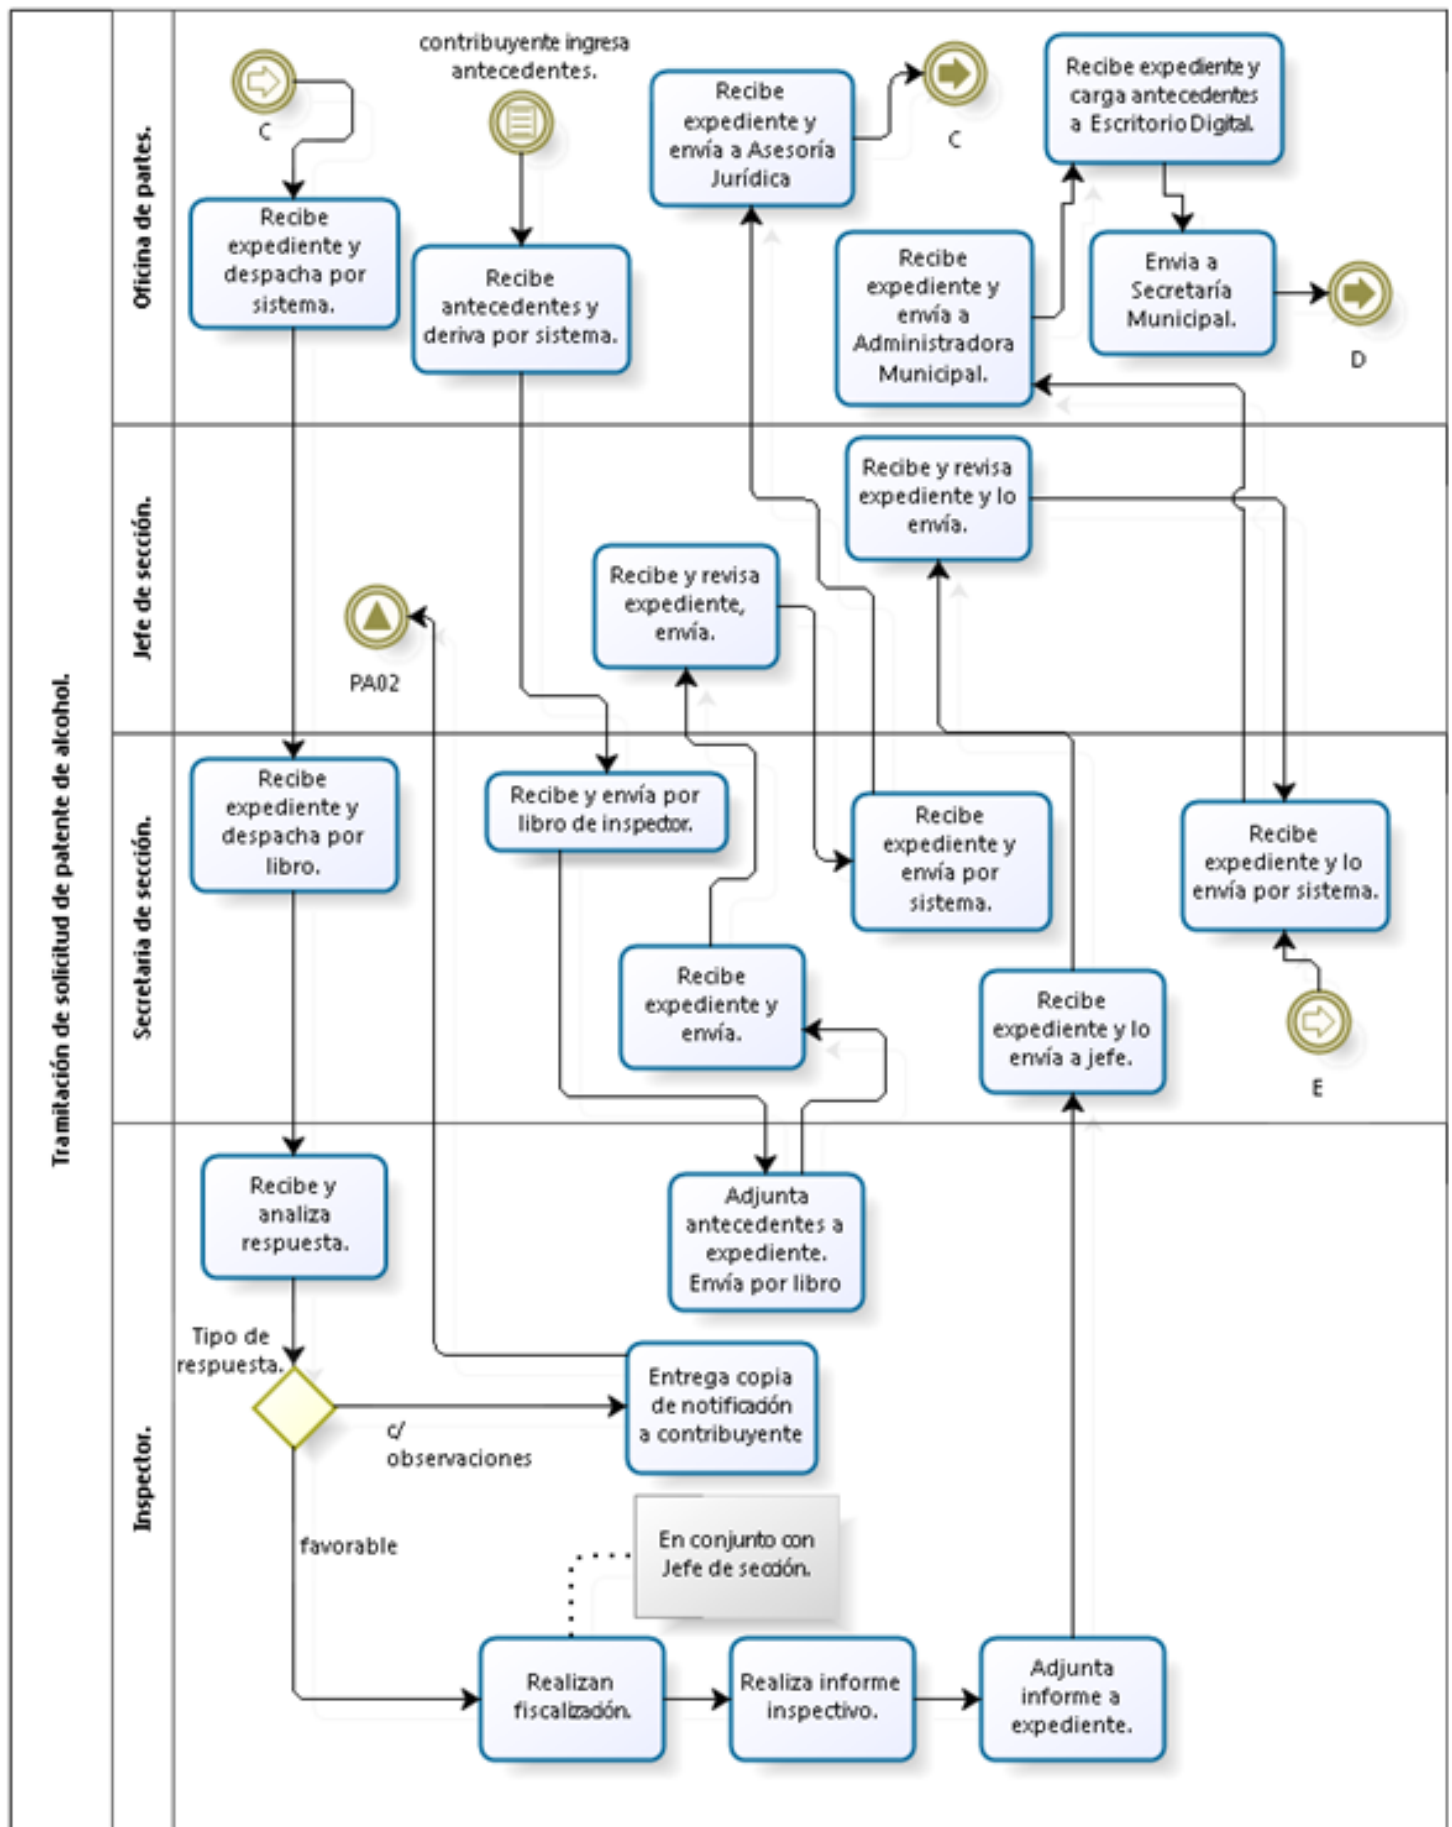 Tramitación de solicitud de patente de alcohol.
Oficina de partes.
C
Recibe
expediente y
despacha por
sistema.
contribuyente ingresa
antecedentes.
Recibe
antecedentes y
deriva por sistema.
Recibe
expediente y
envía a Asesoría
Jurídica
C
Recibe expediente y
carga antecedentes
a Escritorio Digital.
Recibe
expediente y
envía a
Administradora
Municipal.
Envia a
Secretaría
Municipal.
D
Jefe de sección.
PA02
Recibe y revisa
expediente,
envía.
Recibe y revisa
expediente y lo
envía.
Secretaria de sección.
Recibe
expediente y
despacha por
libro.
Recibe y envía por
libro de inspector.
Recibe
expediente y
envía.
Recibe
expediente y
envía por
sistema.
Recibe
expediente y lo
envía a jefe.
Recibe
expediente y lo
envía por sistema.
E
Inspector.
Recibe y
analiza
respuesta.
Tipo de
respuesta.
c/
observaciones
favorable
Adjunta
antecedentes a
expediente.
Envía por libro
Entrega copia
de notificación
a contribuyente
En conjunto con
Jefe de sección.
Realizan
fiscalización.
Realiza informe
inspectivo.
Adjunta
informe a
expediente.